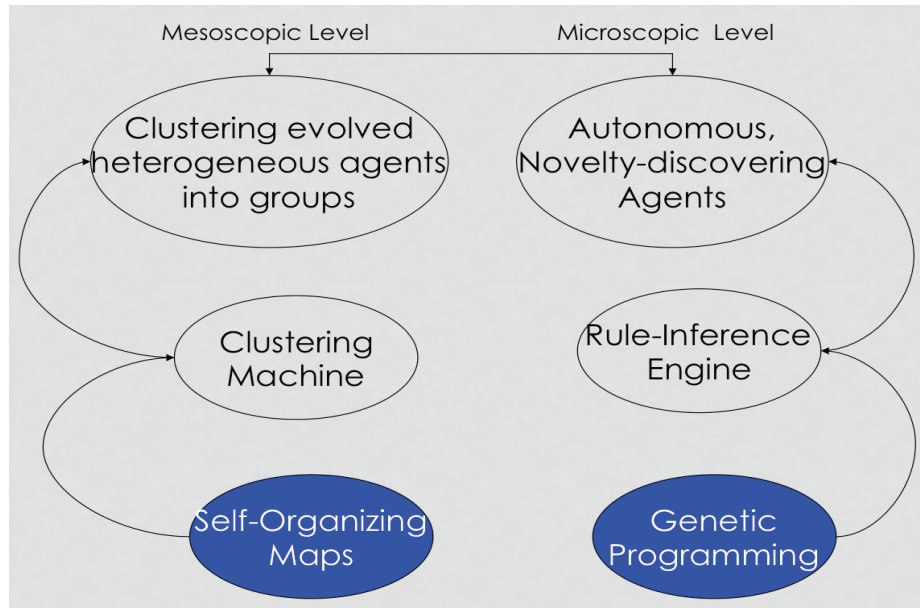 Mesoscopic Level
Microscopic Level
Clustering evolved
heterogeneous agents
into groups
Autonomous,
Novelty-discovering
Agents
Clustering
Machine
Rule-Inference
Engine
Self-Organizing
Maps
Genetic
Programming